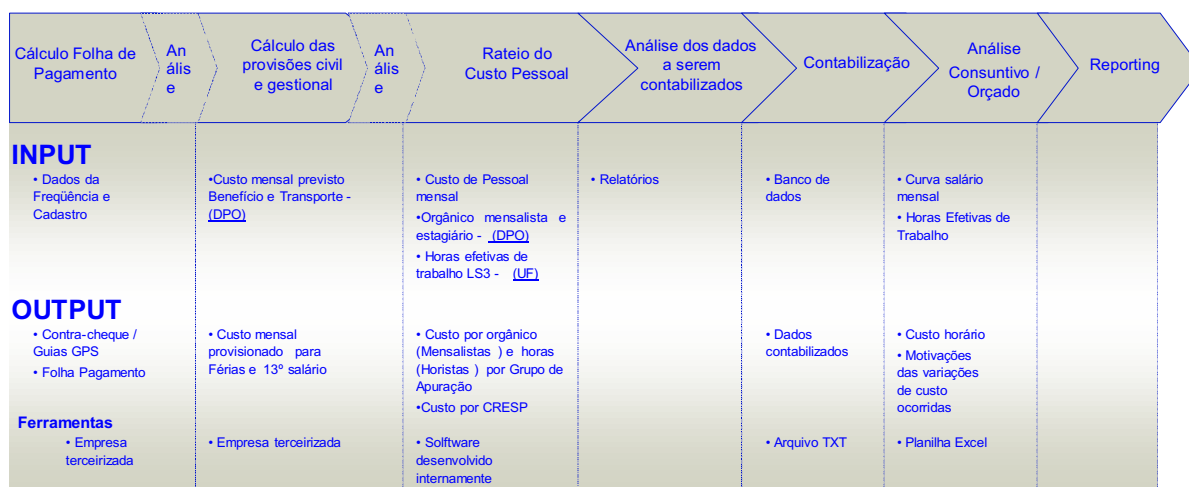 Cálculo Folha de
Pagamento
An
ális
e
Cálculo das
provisões civil
e gestional
An
ális
e
Rateio do
Custo Pessoal
Análise dos dados
a serem
contabilizados
Contabilização
Análise
Consuntivo /
Orçado
Reporting
INPUT
• Dados da
Freqüência e
Cadastro
•Custo mensal previsto
Benefício e Transporte -
(DPO)
• Custo de Pessoal
mensal
•Orgânico mensalista e
estagiário - (DPO)
• Horas efetivas de
trabalho LS3 - (UF)
• Relatórios
• Banco de
dados
• Curva salário
mensal
• Horas Efetivas de
Trabalho
OUTPUT
• Contra-cheque /
Guias GPS
• Folha Pagamento
• Custo mensal
provisionado para
Férias e 13º salário
• Custo por orgânico
(Mensalistas ) e horas
(Horistas ) por Grupo de
Apuração
•Custo por CRESP
• Dados
contabilizados
• Custo horário
• Motivações
das variações
de custo
ocorridas
Ferramentas
• Empresa
terceirizada
• Empresa terceirizada
• Solftware
desenvolvido
internamente
• Arquivo TXT
• Planilha Excel